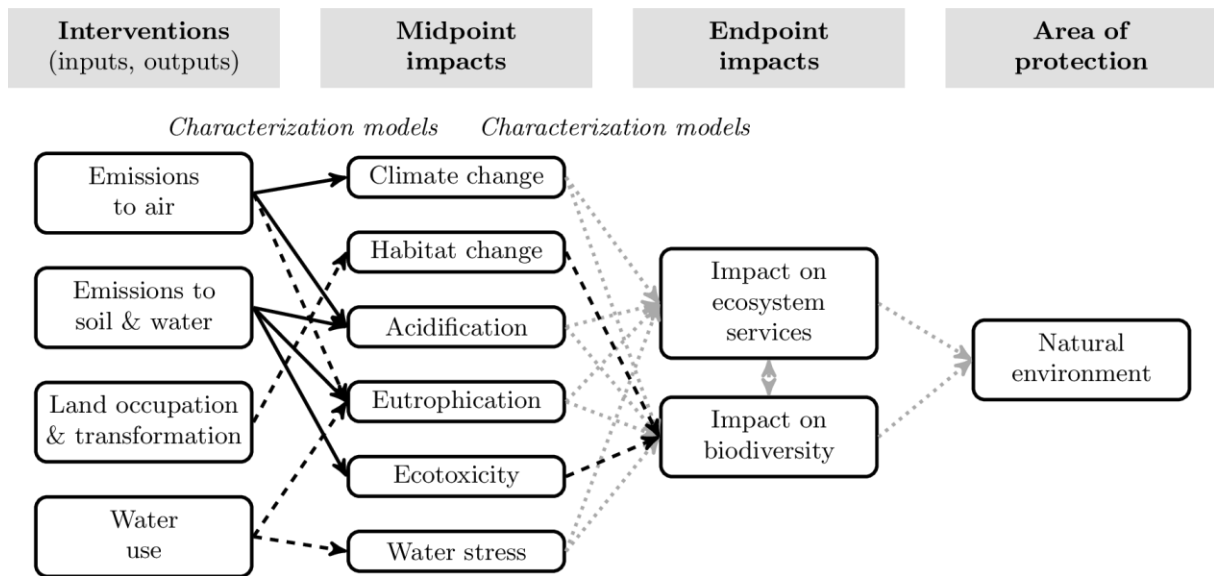 Interventions
(inputs, outputs)
Midpoint
impacts
Endpoint
impacts
Area of
protection
Characterization models
Characterization models
Emissions
to air
Emissions to
soil & water
Land occupation
& transformation
Water
use
Climate change
Habitat change
Acidification
Eutrophication
Ecotoxicity
Water stress
Impact on
ecosystem
services
Impact on
biodiversity
Natural
environment